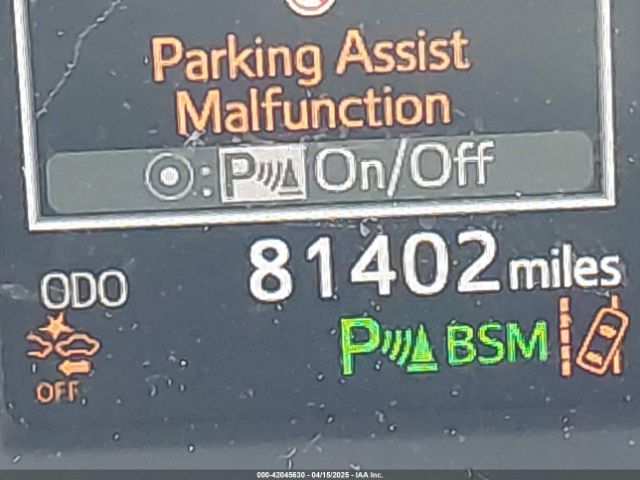 Parking Assist
Malfunction
: P On/Off
ODO 81402 miles
P BSM
OFF
000-42045630 - 04/15/2025 - IAA Inc.